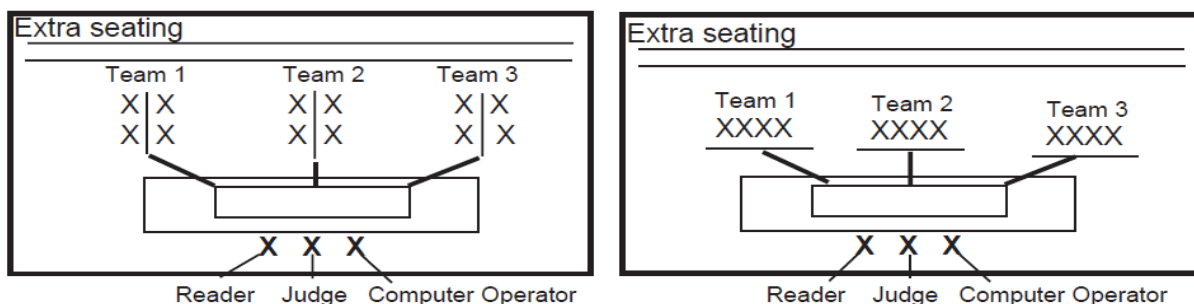 Extra seating
Team 1 Team 2 Team 3
X X X X X X
X X X X X X
X X X
Reader Judge Computer Operator
Extra seating
Team 1 Team 2 Team 3
XXXX XXXX XXXX
X X X
Reader Judge Computer Operator